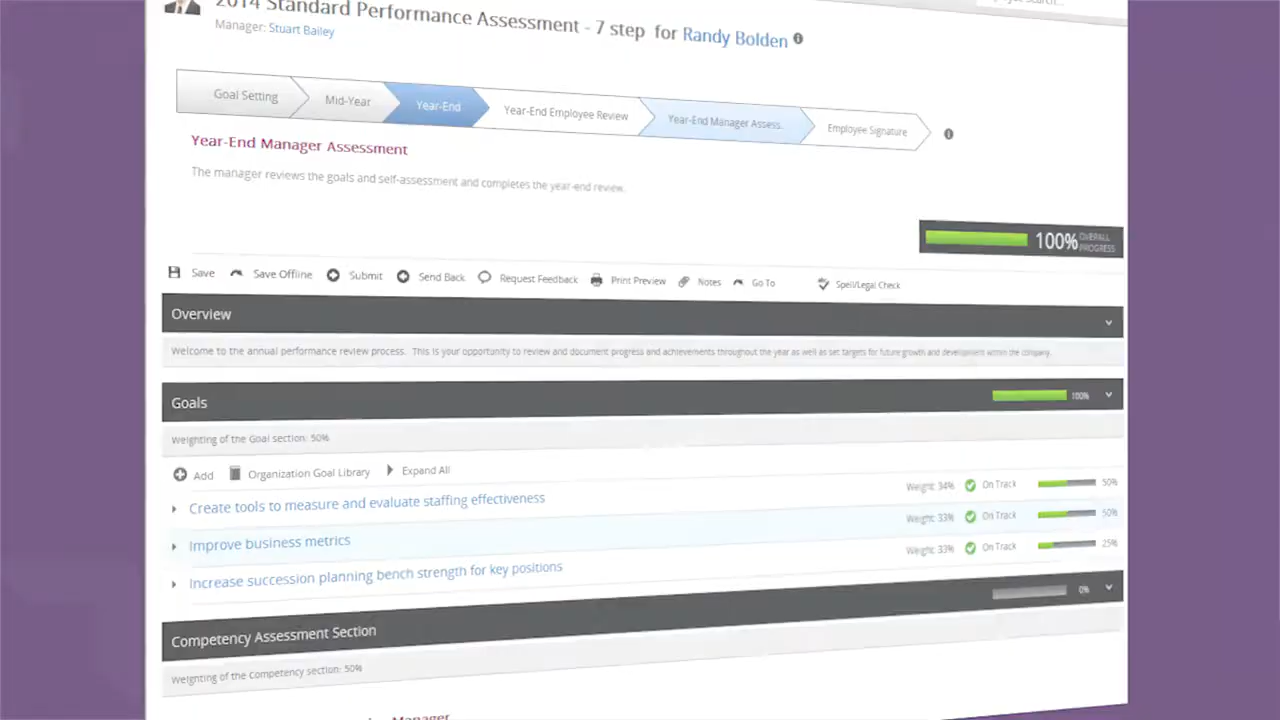 2014 Standard Performance Assessment - 7 step for Randy Bolden
Manager: Stuart Bailey
Goal Setting
Mid-Year
Year-End
Year-End Employee Review
Year-End Manager Assess.
Employee Signature
Year-End Manager Assessment
The manager reviews the goals and self-assessment and completes the year-end review.
100% OVERALL PROGRESS
Save
Save Offline
Submit
Send Back
Request Feedback
Print Preview
Notes
Go To
Spell/Legal Check
Overview
Welcome to the annual performance review process. This is your opportunity to review and document progress and achievements throughout the year as well as set targets for future growth and development within the company.
Goals 100%
Weighting of the Goal section: 50%
Add
Organization Goal Library
Expand All
Create tools to measure and evaluate staffing effectiveness Weight: 34% On Track 50%
Improve business metrics Weight: 33% On Track 50%
Increase succession planning bench strength for key positions Weight: 33% On Track 25%
Competency Assessment Section 0%
Weighting of the Competency section: 50%
Manager